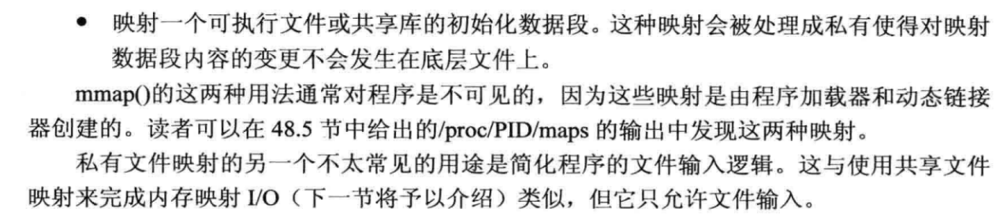 ● 映射一个可执行文件或共享库的初始化数据段。这种映射会被处理成私有使得对映射
数据段内容的变更不会发生在底层文件上。
mmap()的这两种用法通常对程序是不可见的，因为这些映射是由程序加载器和动态链接
器创建的。读者可以在 48.5 节中给出的/proc/PID/maps 的输出中发现这两种映射。
私有文件映射的另一个不太常见的用途是简化程序的文件输入逻辑。这与使用共享文件
映射来完成内存映射 I/O（下一节将予以介绍）类似，但它只允许文件输入。